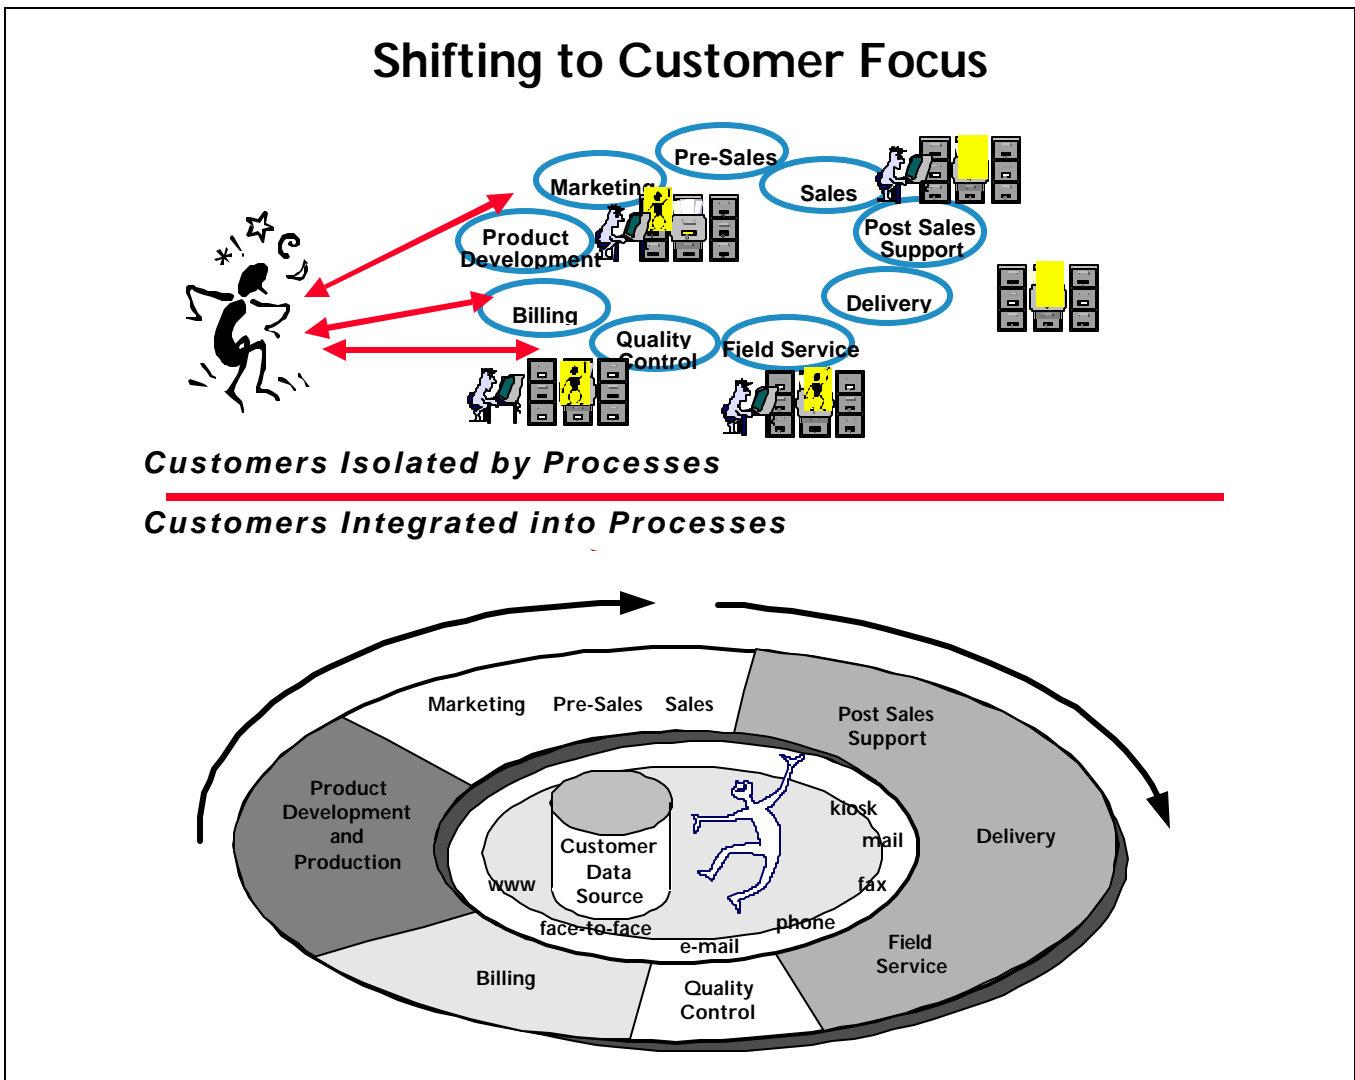 Shifting to Customer Focus
Pre-Sales
Marketing
Sales
Product
Development
Post Sales
Support
Billing
Delivery
Quality
Control
Field Service
*!
Customers Isolated by Processes
Customers Integrated into Processes
Marketing
Pre-Sales
Sales
Post Sales
Support
Product
Development
and
Production
Delivery
kiosk
mail
fax
phone
e-mail
face-to-face
www
Customer
Data
Source
Field
Service
Billing
Quality
Control